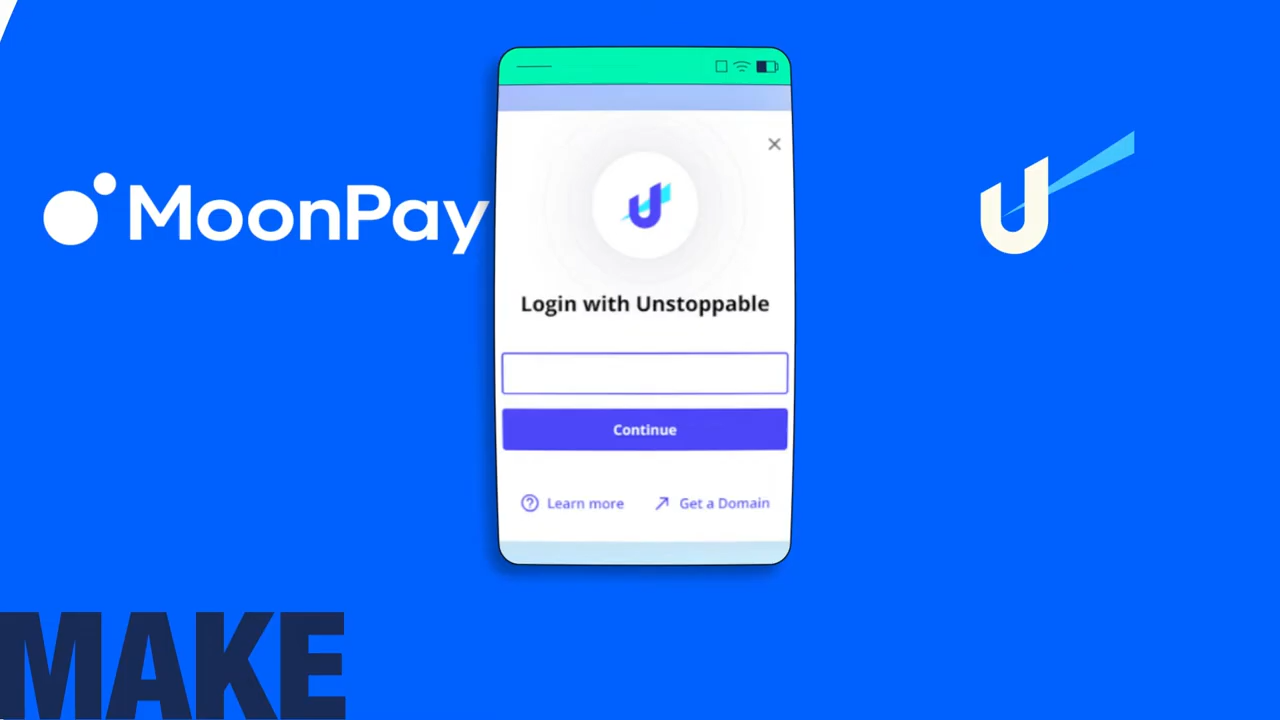 MoonPay
Login with Unstoppable
Continue
Learn more
Get a Domain
MAKE